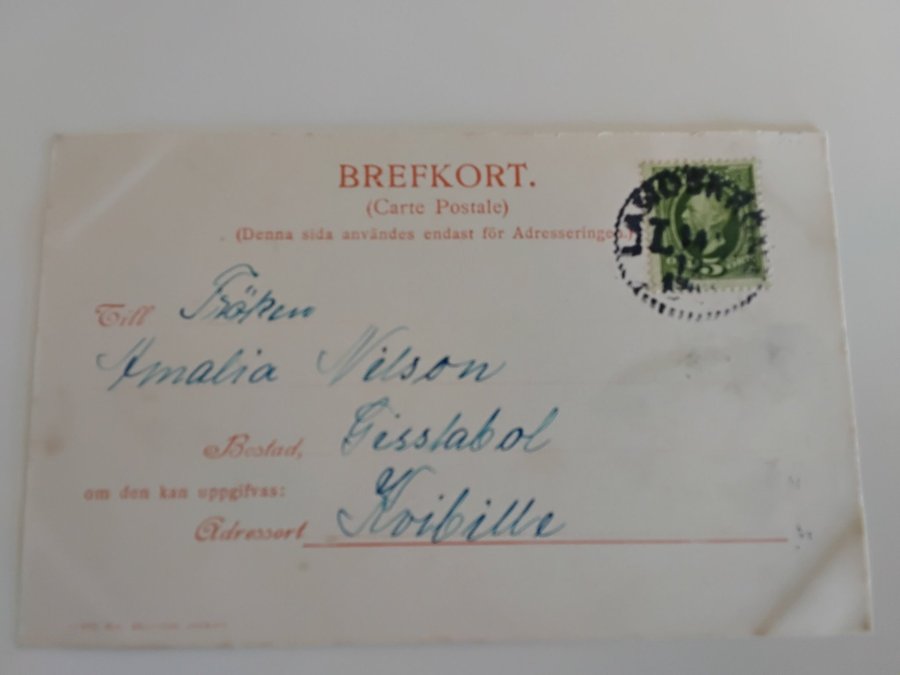 BREFKORT.
(Carte Postale)
(Denna sida användes endast för Adresseringen.)
Till Fröken
Amalia Nilson
Bostad, Gisslabol
om den kan uppgifvas:
Adressort Kvibille